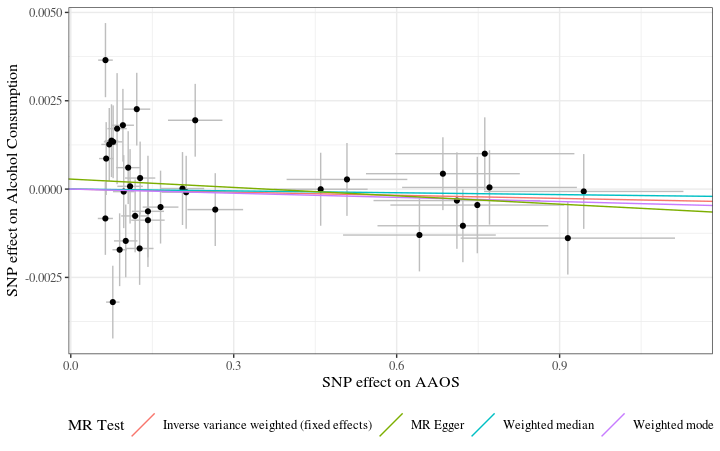 0.0050
0.0025
0.0000
-0.0025
SNP effect on Alcohol Consumption
0.0 0.3 0.6 0.9
SNP effect on AAOS
MR Test Inverse variance weighted (fixed effects) MR Egger Weighted median Weighted mode